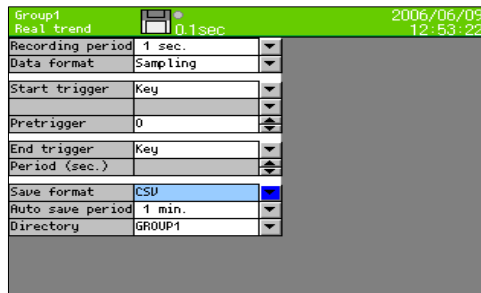 Group1 2006/06/09
Real trend 0.1sec 12:53:22
Recording period 1 sec.
Data format Sampling
Start trigger Key
Pretrigger 0
End trigger Key
Period (sec.)
Save format CSV
Auto save period 1 min.
Directory GROUP1